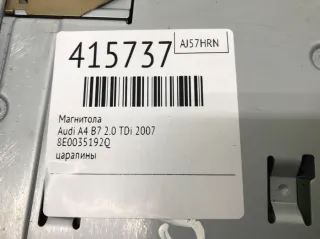 415737
AJ57HRN
Магнитола
Audi A4 B7 2.0 TDi 2007
8E0035192Q
царапины